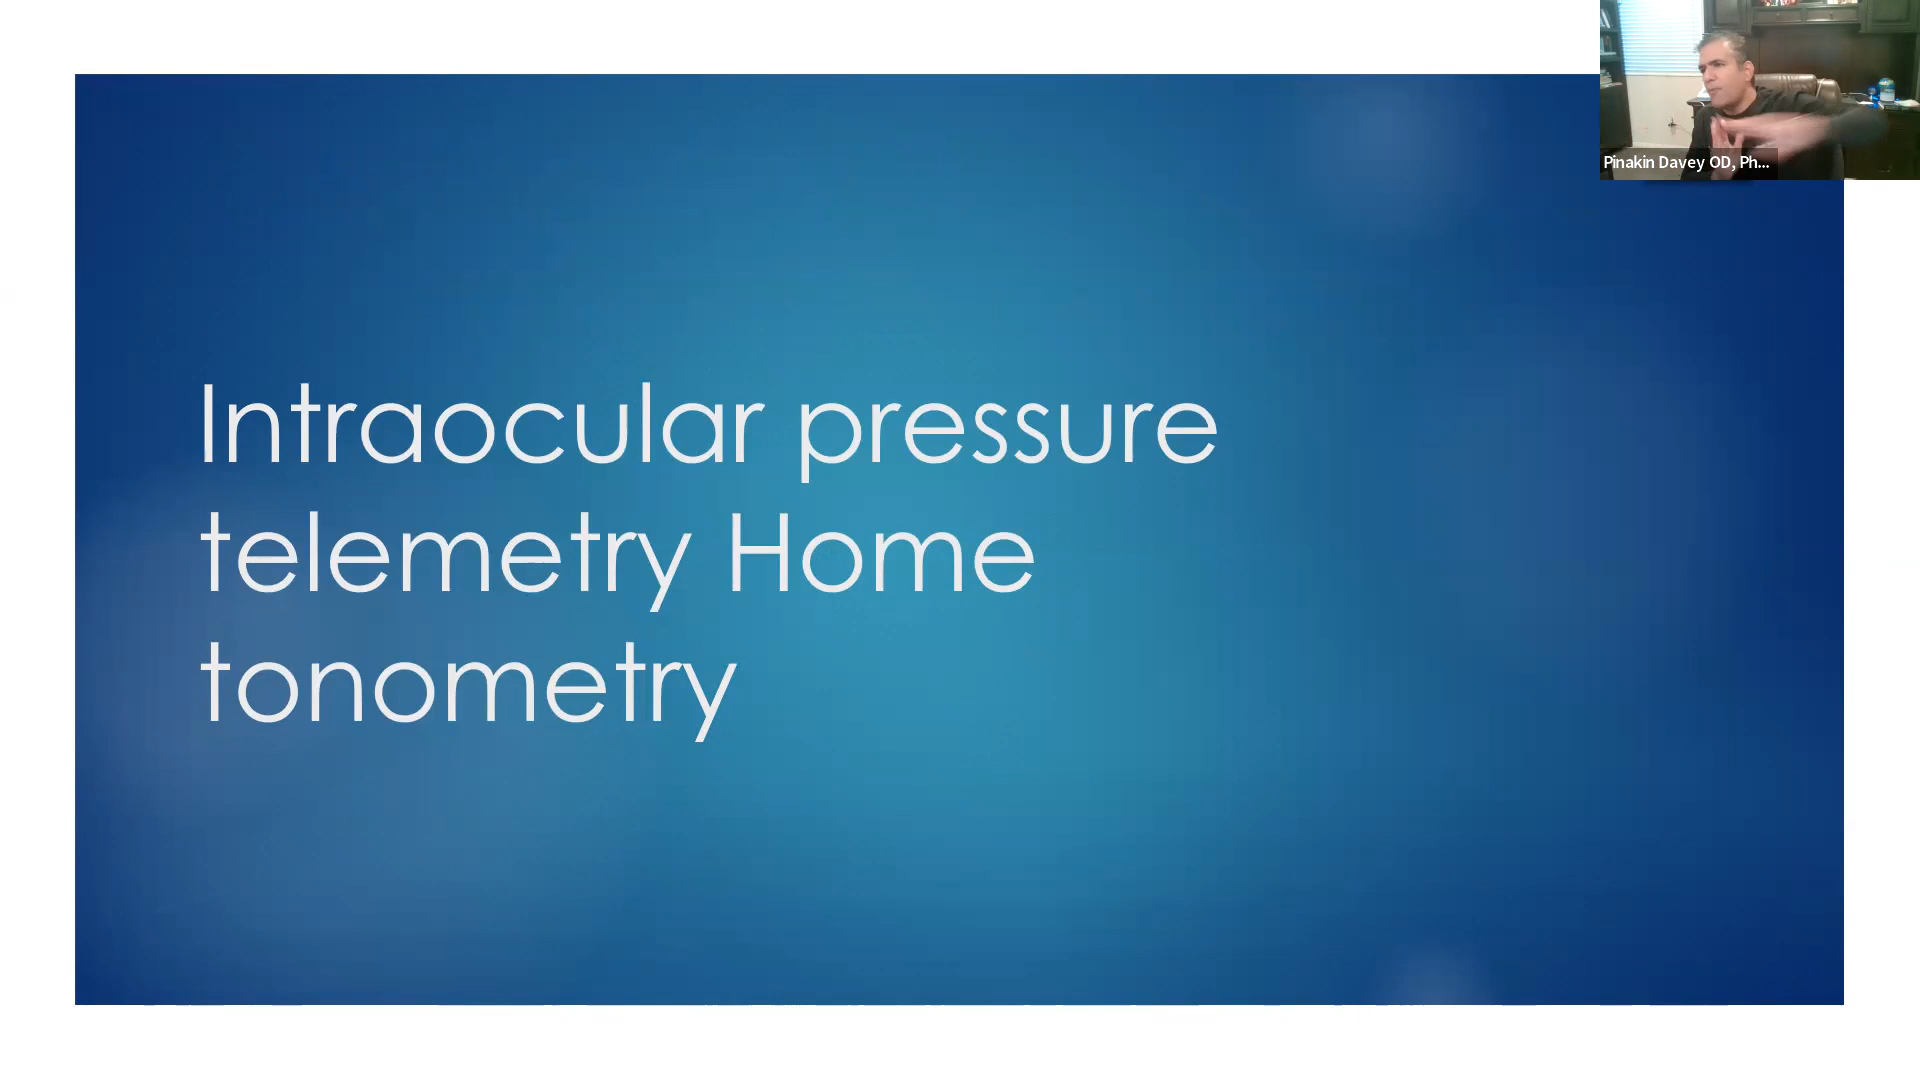 Pinakin Davey OD, Ph...
Intraocular pressure
telemetry Home
tonometry